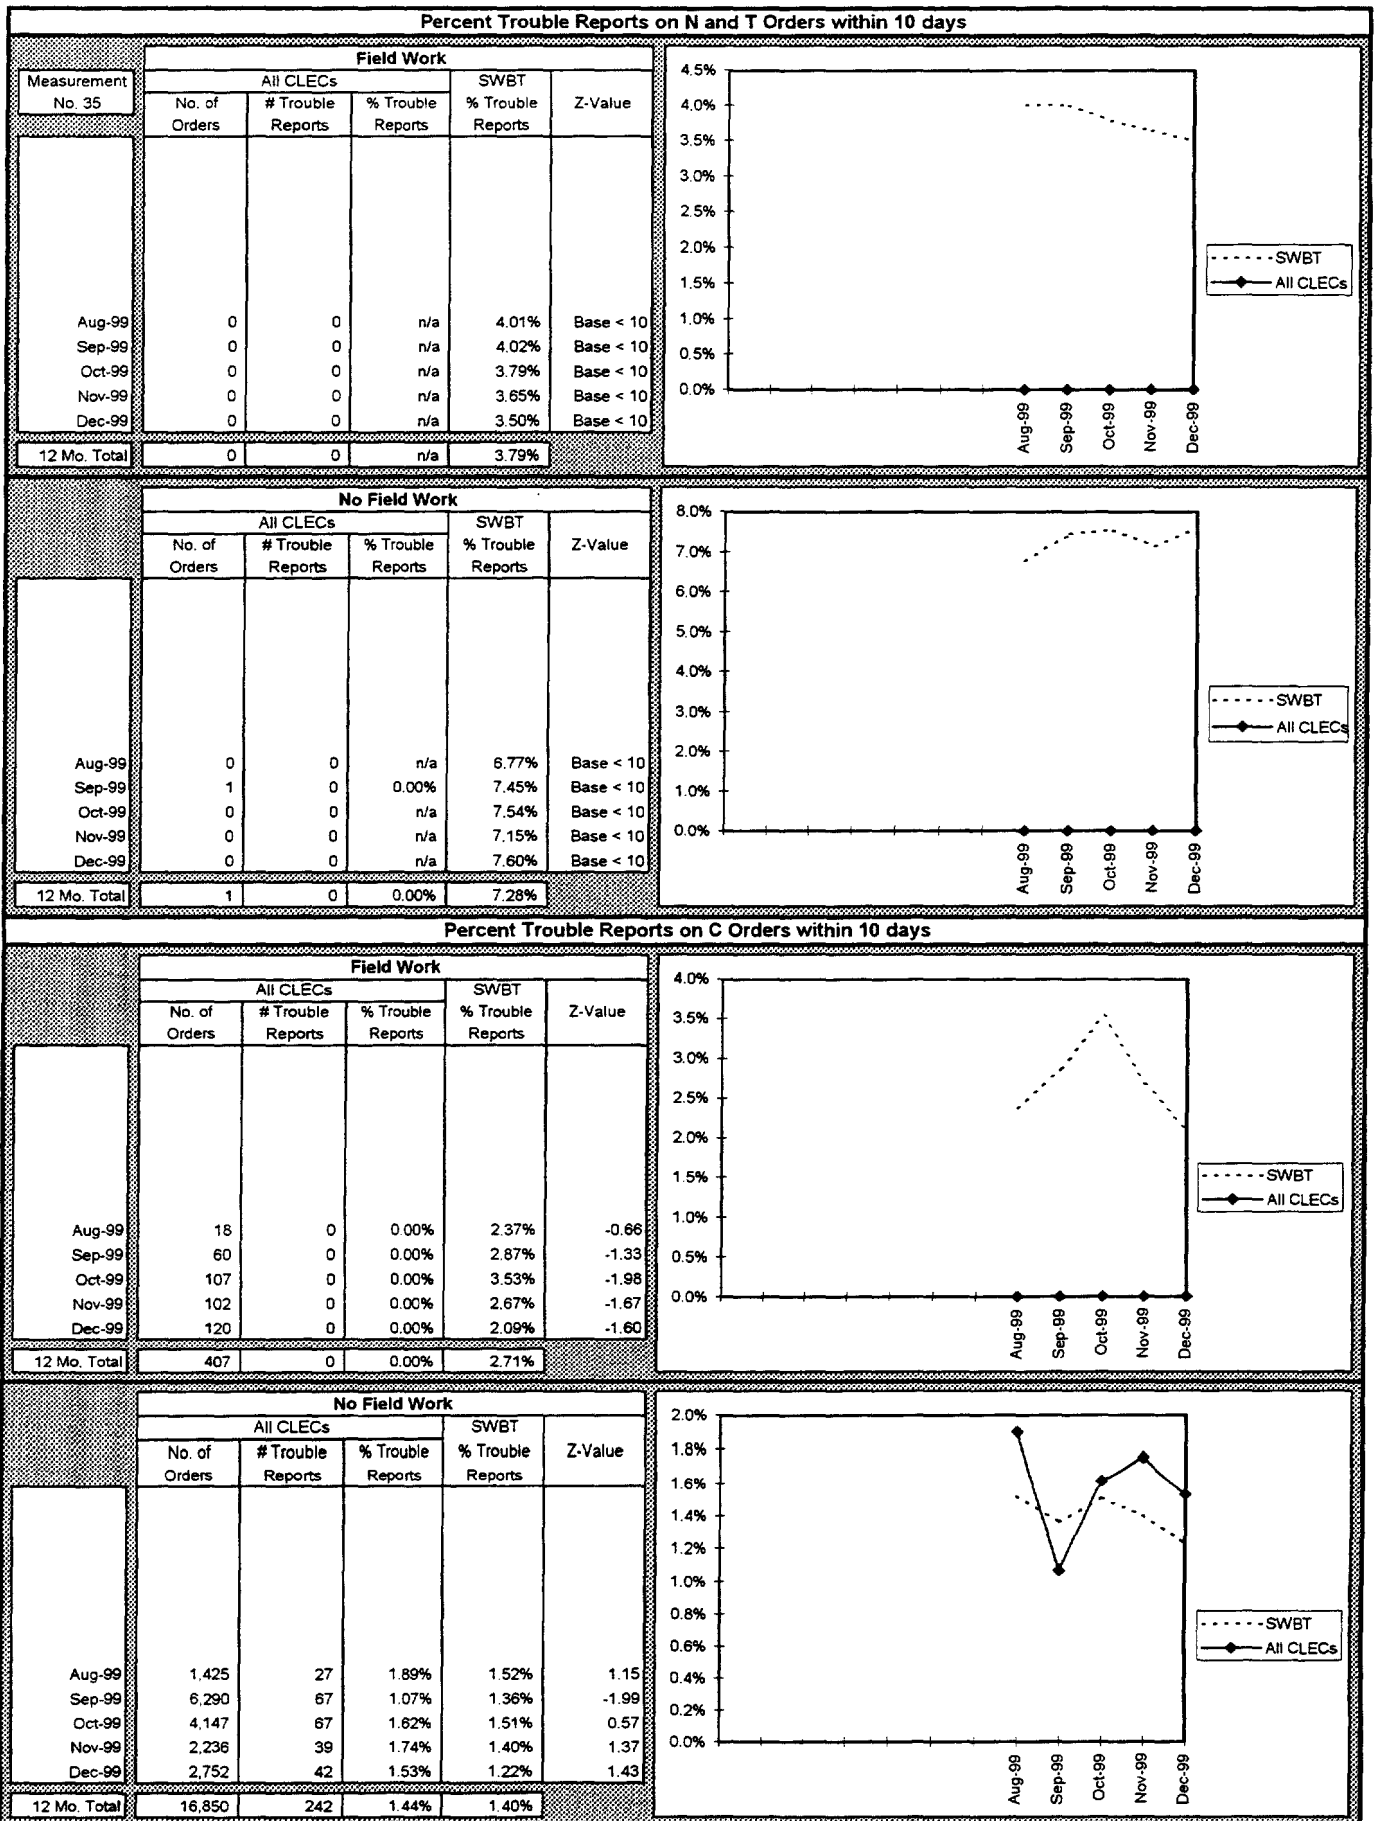 Percent Trouble Reports on N and T Orders within 10 days
Measurement
No. 35
Field Work
All CLECs SWBT
No. of # Trouble % Trouble % Trouble Z-Value
Orders Reports Reports Reports
Aug-99 0 0 n/a 4.01% Base < 10
Sep-99 0 0 n/a 4.02% Base < 10
Oct-99 0 0 n/a 3.79% Base < 10
Nov-99 0 0 n/a 3.65% Base < 10
Dec-99 0 0 n/a 3.50% Base < 10
12 Mo. Total 0 0 n/a 3.79%
4.5%
4.0%
3.5%
3.0%
2.5%
2.0%
1.5%
1.0%
0.5%
0.0%
Aug-99 Sep-99 Oct-99 Nov-99 Dec-99
SWBT
All CLECs
No Field Work
All CLECs SWBT
No. of # Trouble % Trouble % Trouble Z-Value
Orders Reports Reports Reports
Aug-99 0 0 n/a 6.77% Base < 10
Sep-99 1 0 0.00% 7.45% Base < 10
Oct-99 0 0 n/a 7.54% Base < 10
Nov-99 0 0 n/a 7.15% Base < 10
Dec-99 0 0 n/a 7.60% Base < 10
12 Mo. Total 1 0 0.00% 7.28%
8.0%
7.0%
6.0%
5.0%
4.0%
3.0%
2.0%
1.0%
0.0%
Aug-99 Sep-99 Oct-99 Nov-99 Dec-99
SWBT
All CLECs
Percent Trouble Reports on C Orders within 10 days
Field Work
All CLECs SWBT
No. of # Trouble % Trouble % Trouble Z-Value
Orders Reports Reports Reports
Aug-99 18 0 0.00% 2.37% -0.66
Sep-99 60 0 0.00% 2.87% -1.33
Oct-99 107 0 0.00% 3.53% -1.98
Nov-99 102 0 0.00% 2.67% -1.67
Dec-99 120 0 0.00% 2.09% -1.60
12 Mo. Total 407 0 0.00% 2.71%
4.0%
3.5%
3.0%
2.5%
2.0%
1.5%
1.0%
0.5%
0.0%
Aug-99 Sep-99 Oct-99 Nov-99 Dec-99
SWBT
All CLECs
No Field Work
All CLECs SWBT
No. of # Trouble % Trouble % Trouble Z-Value
Orders Reports Reports Reports
Aug-99 1,425 27 1.89% 1.52% 1.15
Sep-99 6,290 67 1.07% 1.36% -1.99
Oct-99 4,147 67 1.62% 1.51% 0.57
Nov-99 2,236 39 1.74% 1.40% 1.37
Dec-99 2,752 42 1.53% 1.22% 1.43
12 Mo. Total 16,850 242 1.44% 1.40%
2.0%
1.8%
1.6%
1.4%
1.2%
1.0%
0.8%
0.6%
0.4%
0.2%
0.0%
Aug-99 Sep-99 Oct-99 Nov-99 Dec-99
SWBT
All CLECs